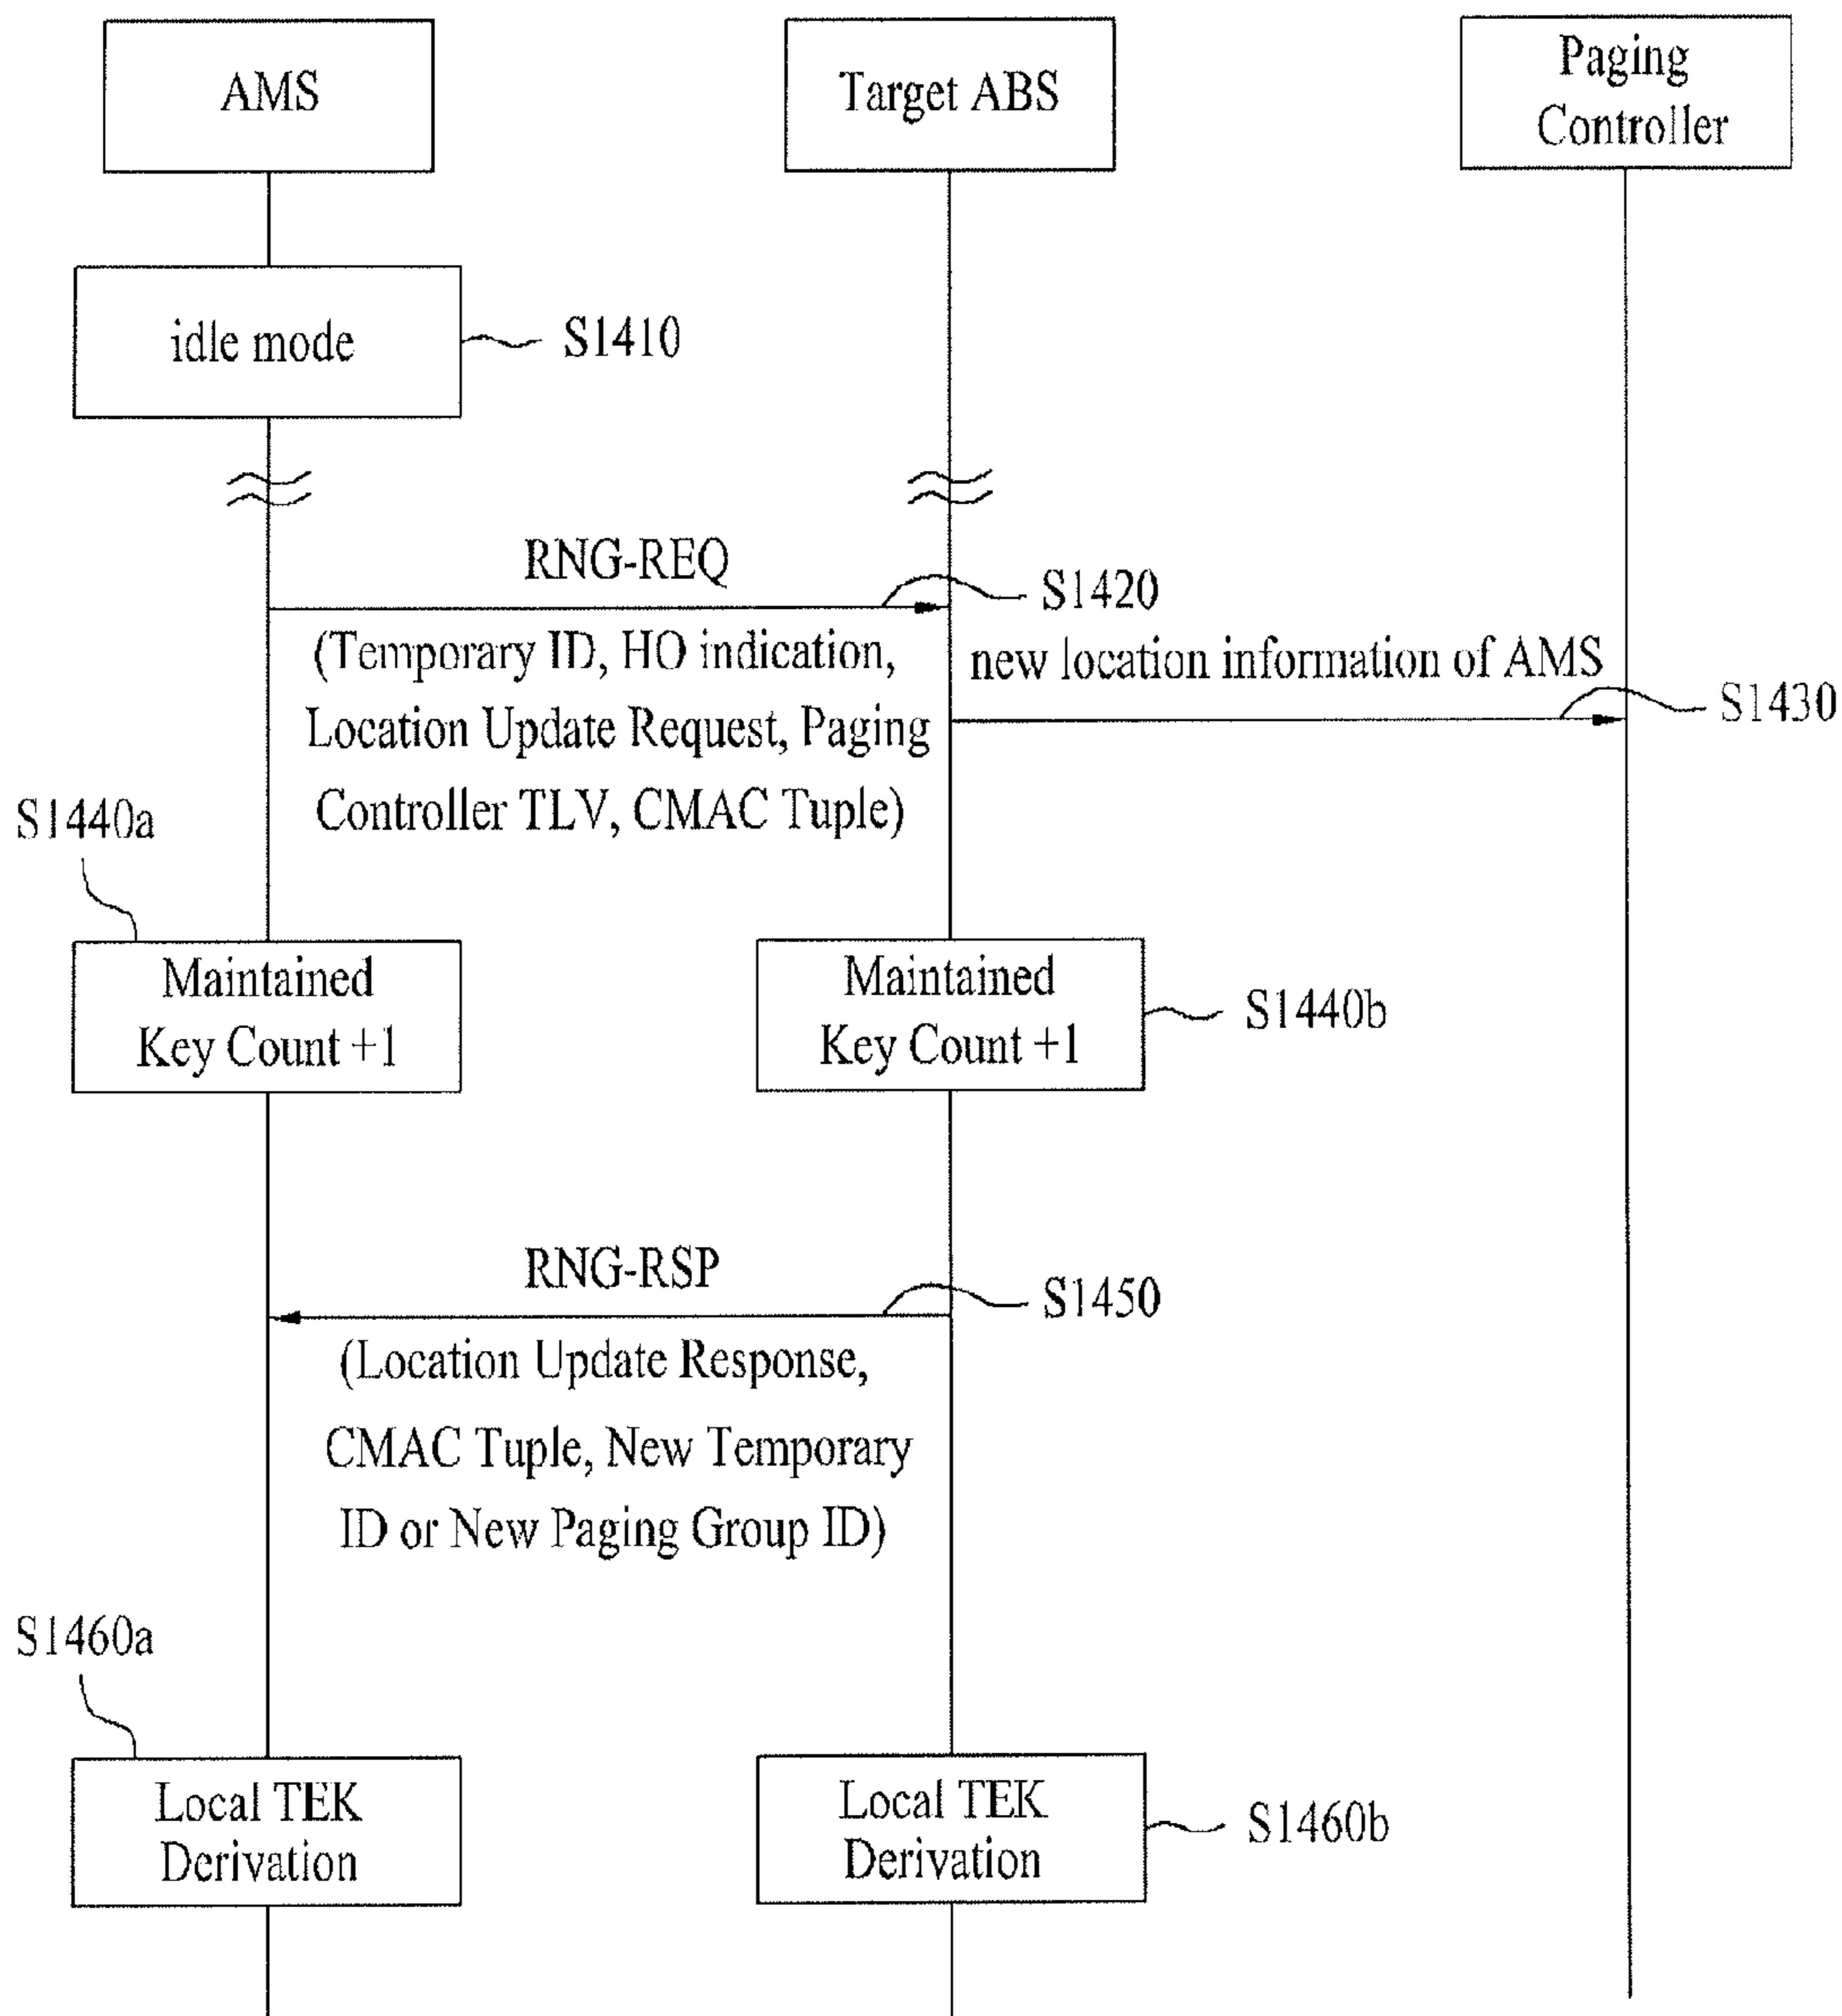 AMS
Target ABS
Paging
Controller
idle mode
S1410
RNG-REQ
S1420
(Temporary ID, HO indication,
Location Update Request, Paging
Controller TLV, CMAC Tuple)
new location information of AMS
S1430
S1440a
Maintained
Key Count +1
Maintained
Key Count +1
S1440b
RNG-RSP
S1450
(Location Update Response,
CMAC Tuple, New Temporary
ID or New Paging Group ID)
S1460a
Local TEK
Derivation
Local TEK
Derivation
S1460b